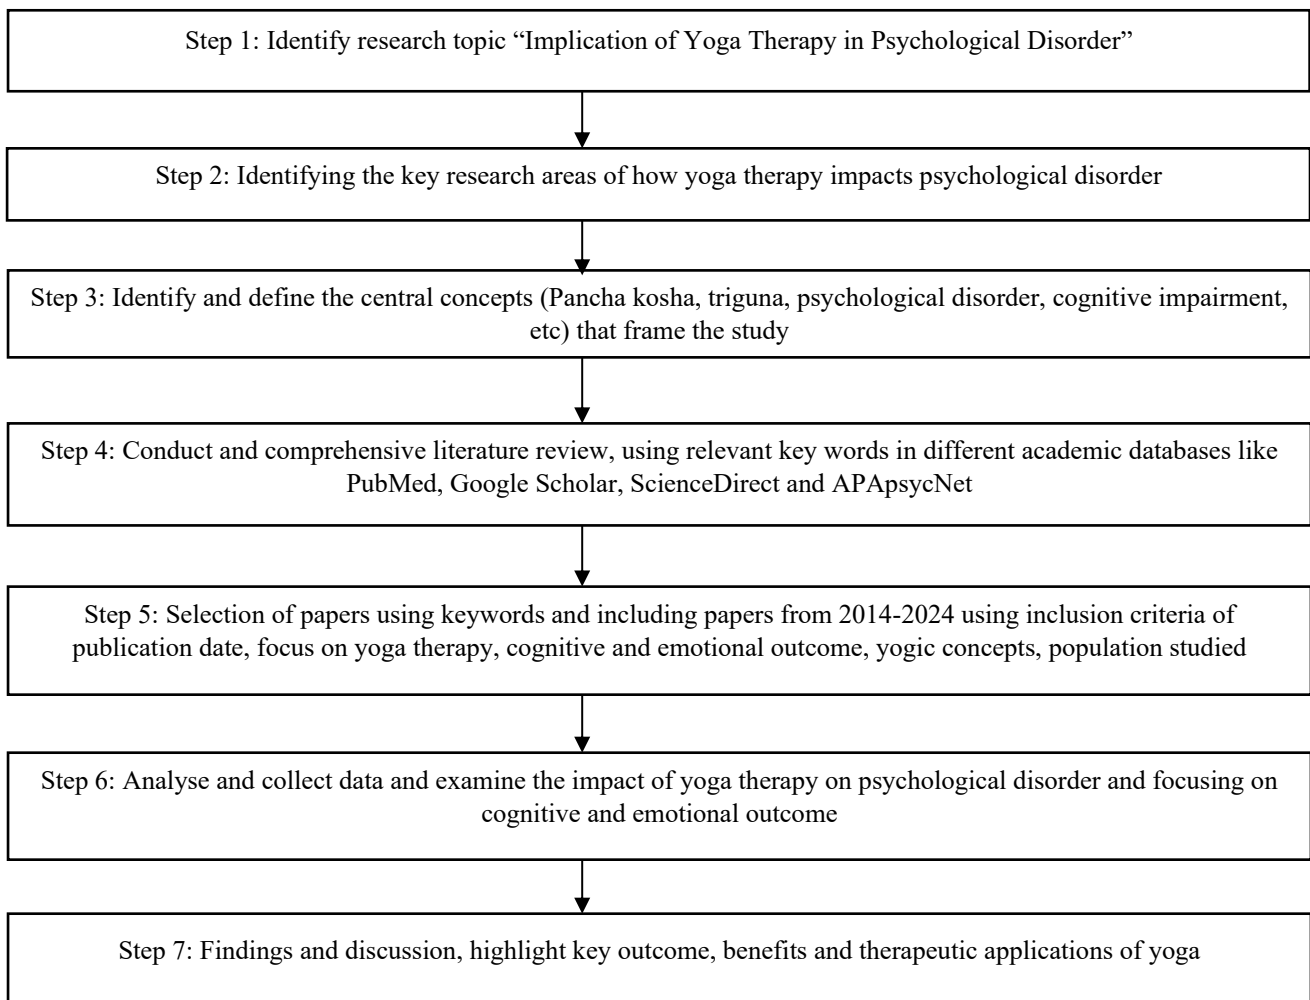 Step 1: Identify research topic “Implication of Yoga Therapy in Psychological Disorder”
Step 2: Identifying the key research areas of how yoga therapy impacts psychological disorder
Step 3: Identify and define the central concepts (Pancha kosha, triguna, psychological disorder, cognitive impairment,
etc) that frame the study
Step 4: Conduct and comprehensive literature review, using relevant key words in different academic databases like
PubMed, Google Scholar, ScienceDirect and APApsycNet
Step 5: Selection of papers using keywords and including papers from 2014-2024 using inclusion criteria of
publication date, focus on yoga therapy, cognitive and emotional outcome, yogic concepts, population studied
Step 6: Analyse and collect data and examine the impact of yoga therapy on psychological disorder and focusing on
cognitive and emotional outcome
Step 7: Findings and discussion, highlight key outcome, benefits and therapeutic applications of yoga